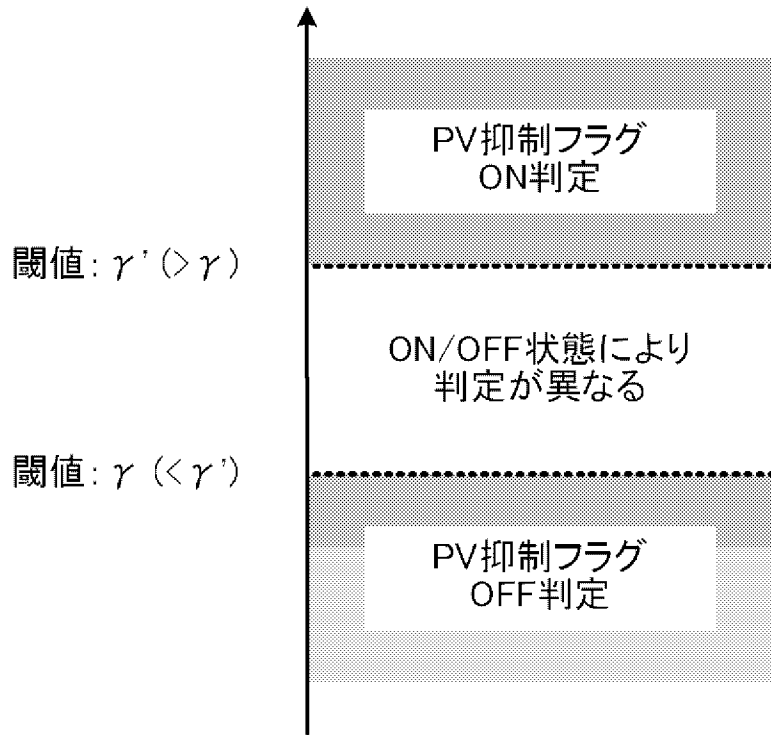 PV抑制フラグ
ON判定
閾値: γ' (> γ)
ON/OFF状態により
判定が異なる
閾値: γ (< γ')
PV抑制フラグ
OFF判定